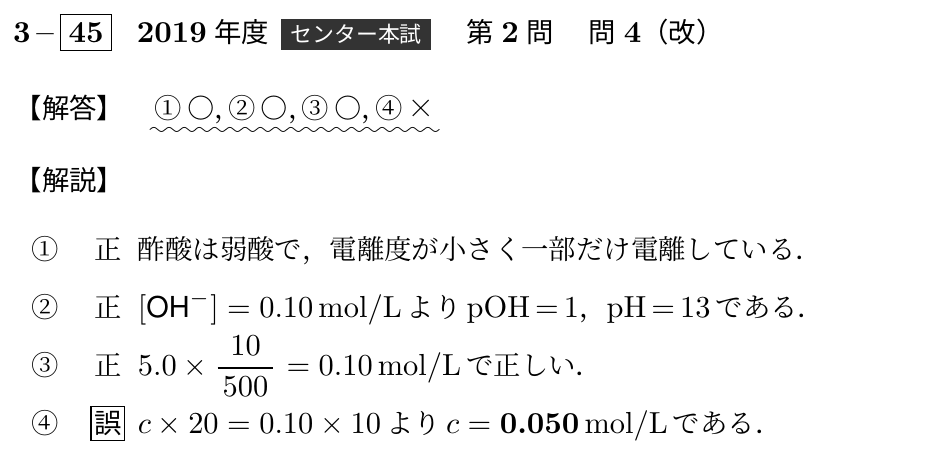 3–45 2019 年度 センター本試 第 2 問 問 4（改）
【解答】 ①○,②○,③○,④×
【解説】
① 正 酢酸は弱酸で，電離度が小さく一部だけ電離している．
② 正 [OH⁻] = 0.10 mol/L より pOH = 1，pH = 13 である．
③ 正 5.0 × 10/500 = 0.10 mol/L で正しい．
④ 誤 c × 20 = 0.10 × 10 より c = 0.050 mol/L である．